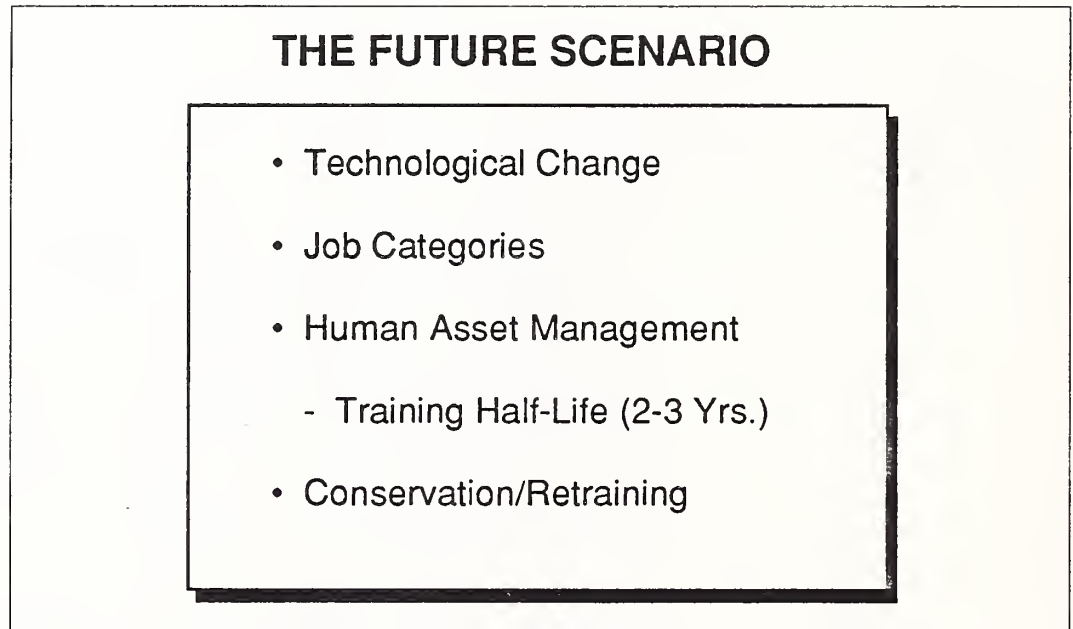 THE FUTURE SCENARIO
• Technological Change
• Job Categories
• Human Asset Management
- Training Half-Life (2-3 Yrs.)
• Conservation/Retraining